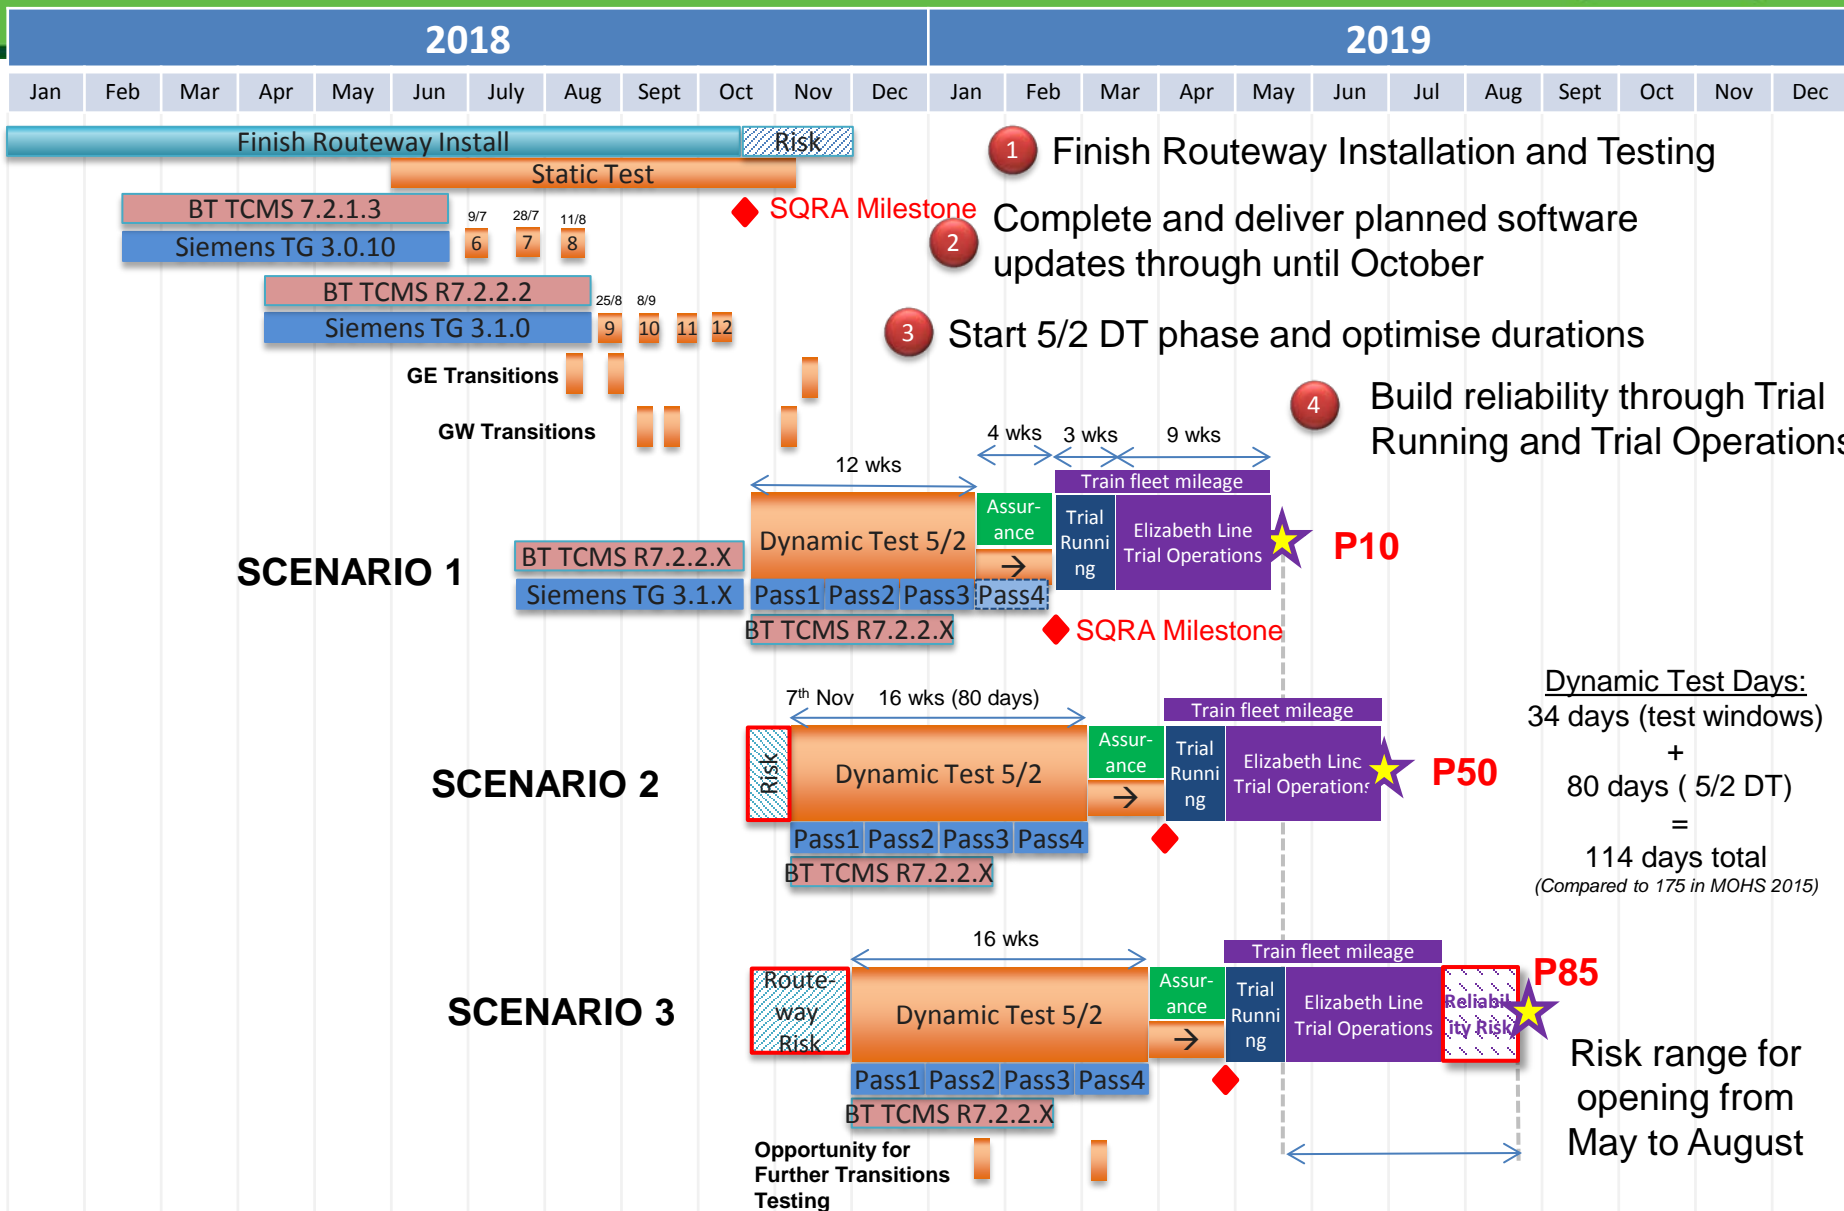 2018
2019
Jan Feb Mar Apr May Jun July Aug Sept Oct Nov Dec Jan Feb Mar Apr May Jun Jul Aug Sept Oct Nov Dec
Finish Routeway Install
Risk
Static Test
BT TCMS 7.2.1.3
Siemens TG 3.0.10
9/7 28/7 11/8
6 7 8
SQRA Milestone
BT TCMS R7.2.2.2
Siemens TG 3.1.0
25/8 8/9
9 10 11 12
GE Transitions
GW Transitions
1 Finish Routeway Installation and Testing
2 Complete and deliver planned software
updates through until October
3 Start 5/2 DT phase and optimise durations
4 Build reliability through Trial
Running and Trial Operations
SCENARIO 1
12 wks
4 wks 3 wks 9 wks
Train fleet mileage
BT TCMS R7.2.2.X
Siemens TG 3.1.X
Dynamic Test 5/2
Assur-
ance
→
Trial
Runni
ng
Elizabeth Line
Trial Operations
P10
Pass1 Pass2 Pass3 Pass4
BT TCMS R7.2.2.X
SQRA Milestone
SCENARIO 2
7th Nov 16 wks (80 days)
Train fleet mileage
Risk
Dynamic Test 5/2
Assur-
ance
→
Trial
Runni
ng
Elizabeth Line
Trial Operations
P50
Pass1 Pass2 Pass3 Pass4
BT TCMS R7.2.2.X
Dynamic Test Days:
34 days (test windows)
+
80 days ( 5/2 DT)
=
114 days total
(Compared to 175 in MOHS 2015)
SCENARIO 3
16 wks
Train fleet mileage
Route-
way
Risk
Dynamic Test 5/2
Assur-
ance
→
Trial
Runni
ng
Elizabeth Line
Trial Operations
Reliabil
ity Risk
P85
Pass1 Pass2 Pass3 Pass4
BT TCMS R7.2.2.X
Opportunity for
Further Transitions
Testing
Risk range for
opening from
May to August